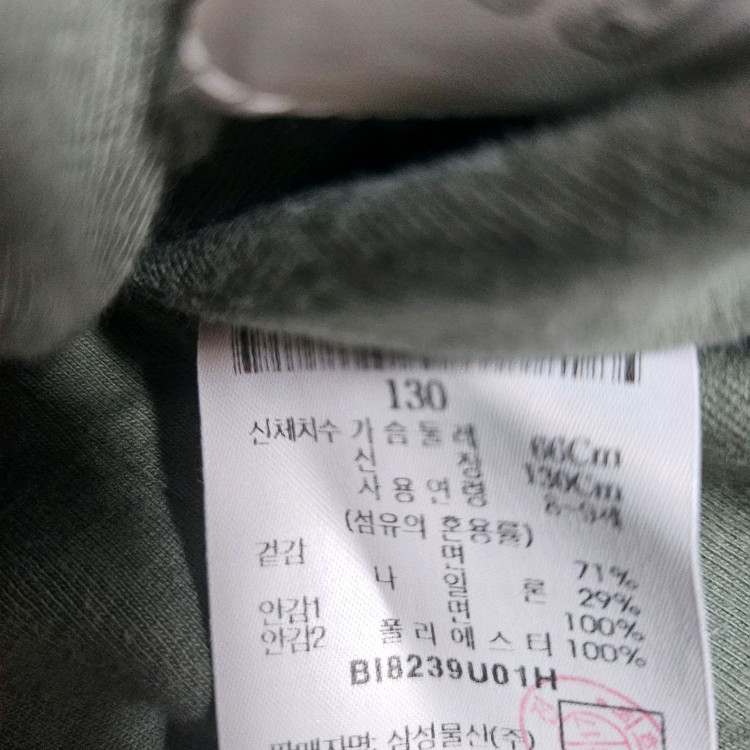 130
신체치수 가슴둘레 66Cm
신장 130Cm
사용연령 8~9세
(섬유의 혼용률)
겉감 면 71%
나일론 29%
안감1 면 100%
안감2 폴리에스터 100%
BI8239U01H
판매자면: 삼성물산(주)